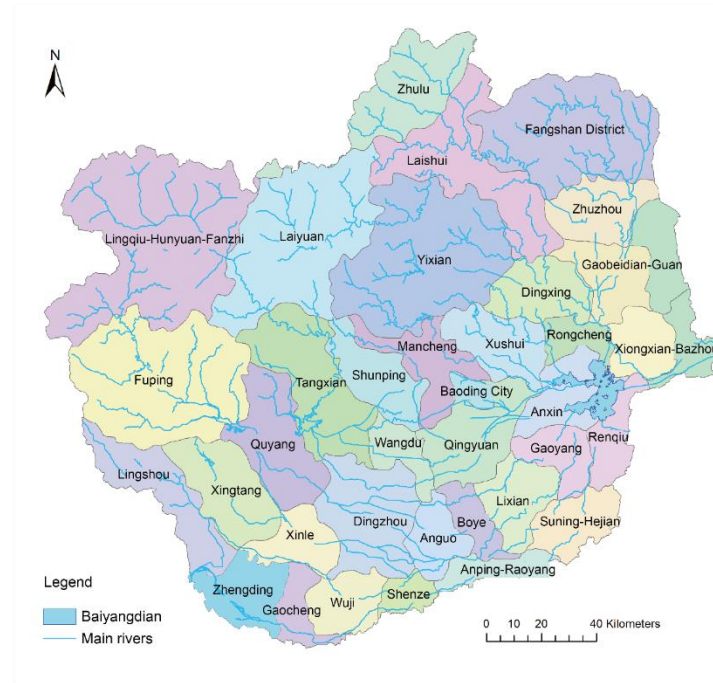 N
Zhulu
Fangshan District
Laishui
Zhuzhou
Lingqiu-Hunyuan-Fanzhi
Laiyuan
Yixian
Gaobeidian-Guan
Dingxing
Mancheng
Xushui
Rongcheng
Xiongxian-Bazhou
Fuping
Tangxian
Shunping
Baoding City
Anxin
Quyang
Wangdu
Qingyuan
Gaoyang
Renqiu
Lingshou
Xingtang
Lixian
Xinle
Dingzhou
Anguo
Boye
Suning-Hejian
Anping-Raoyang
Legend
Zhengding
Gaocheng
Wuji
Shenze
Baiyangdian
Main rivers
0 5 10 20 30 40 Kilometers